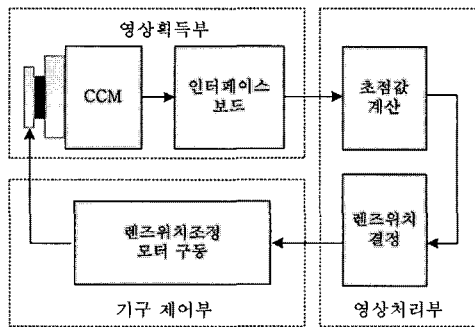 영상획득부
CCM
인터페이스
보드
초점값
계산
렌즈위치
결정
렌즈위치조정
모터 구동
기구 제어부
영상처리부